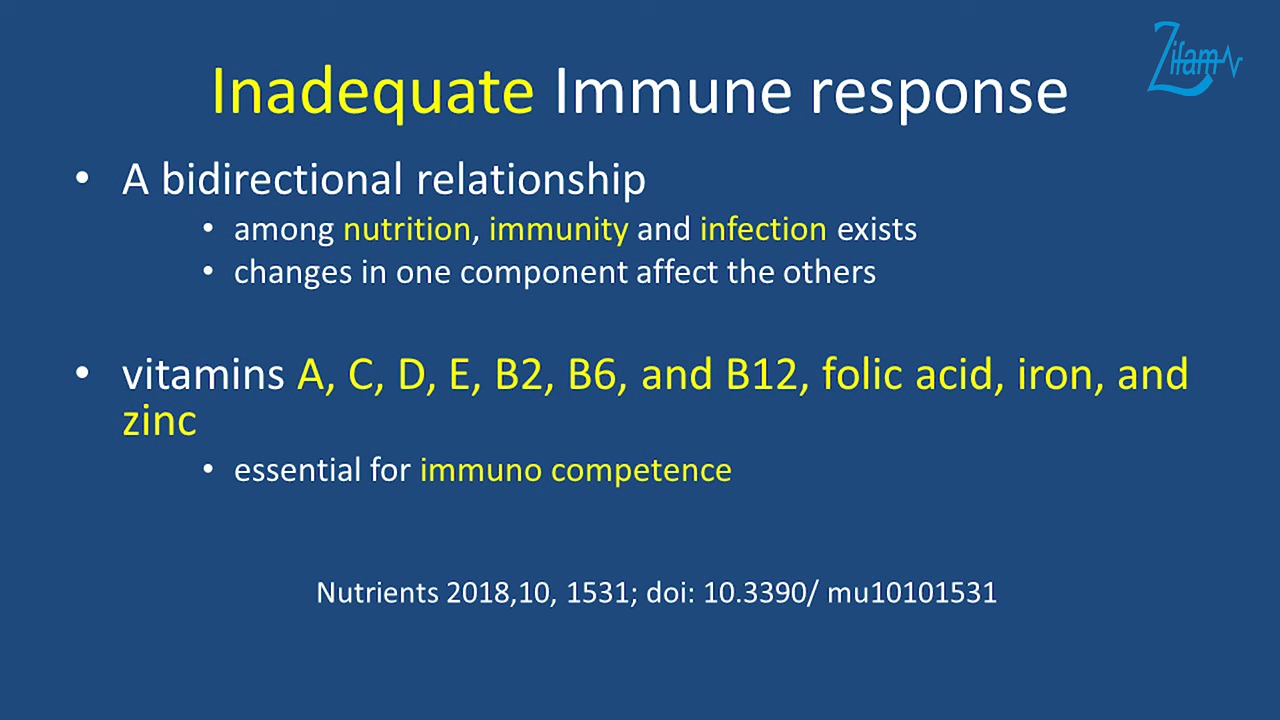 Zifam
Inadequate Immune response
• A bidirectional relationship
• among nutrition, immunity and infection exists
• changes in one component affect the others
• vitamins A, C, D, E, B2, B6, and B12, folic acid, iron, and
zinc
• essential for immuno competence
Nutrients 2018,10, 1531; doi: 10.3390/ mu10101531